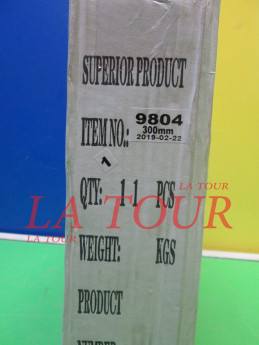 SUPERIOR PRODUCT
ITEM NO.: 9804
300mm
2019-02-22
1
LA TOUR
QTY: 11 PCS
LA TOUR
LA TOUR
WEIGHT: KGS
PRODUCT